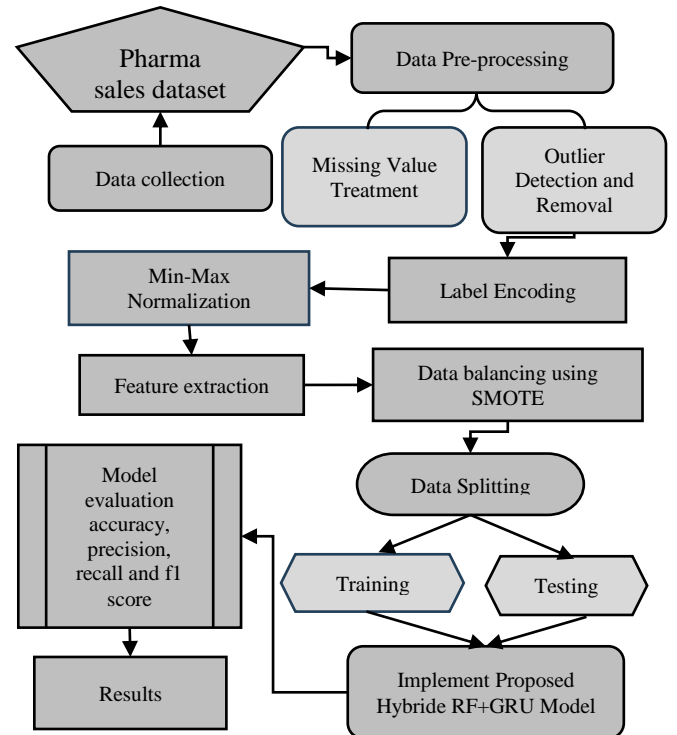 Pharma
sales dataset
Data Pre-processing
Data collection
Missing Value
Treatment
Outlier
Detection and
Removal
Min-Max
Normalization
Label Encoding
Feature extraction
Data balancing using
SMOTE
Model
evaluation
accuracy,
precision,
recall and f1
score
Data Splitting
Training
Testing
Results
Implement Proposed
Hybride RF+GRU Model